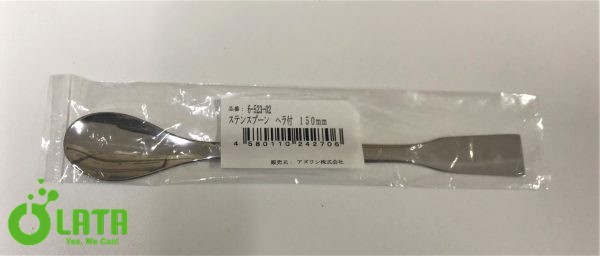 品番： 6-523-02
ステンスプーン ヘラ付 150mm
4 580110 242706
販売元： アズワン株式会社
LATA
Yes, We Can!